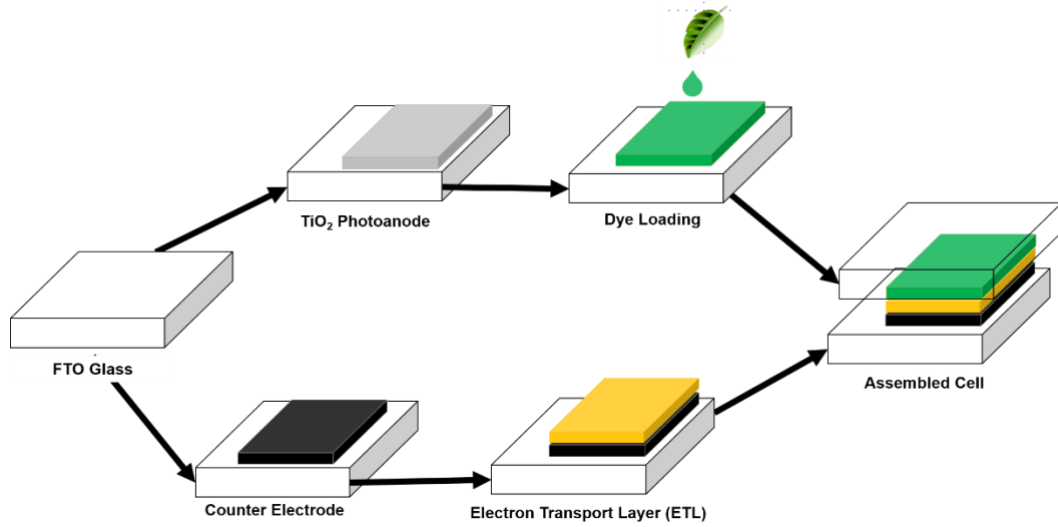 TiO₂ Photoanode
Dye Loading
FTO Glass
Assembled Cell
Counter Electrode
Electron Transport Layer (ETL)